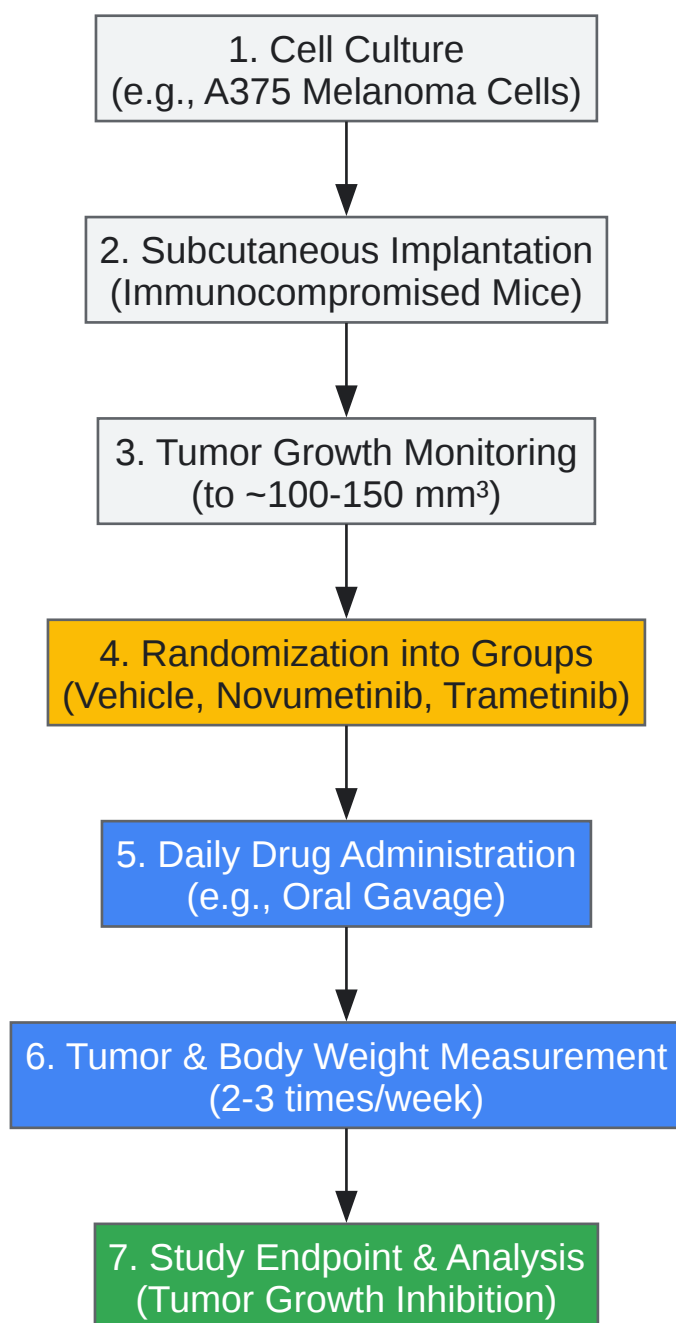 1. Cell Culture
(e.g., A375 Melanoma Cells)
2. Subcutaneous Implantation
(Immunocompromised Mice)
3. Tumor Growth Monitoring
(to ~100-150 mm³)
4. Randomization into Groups
(Vehicle, Novumetinib, Trametinib)
5. Daily Drug Administration
(e.g., Oral Gavage)
6. Tumor & Body Weight Measurement
(2-3 times/week)
7. Study Endpoint & Analysis
(Tumor Growth Inhibition)